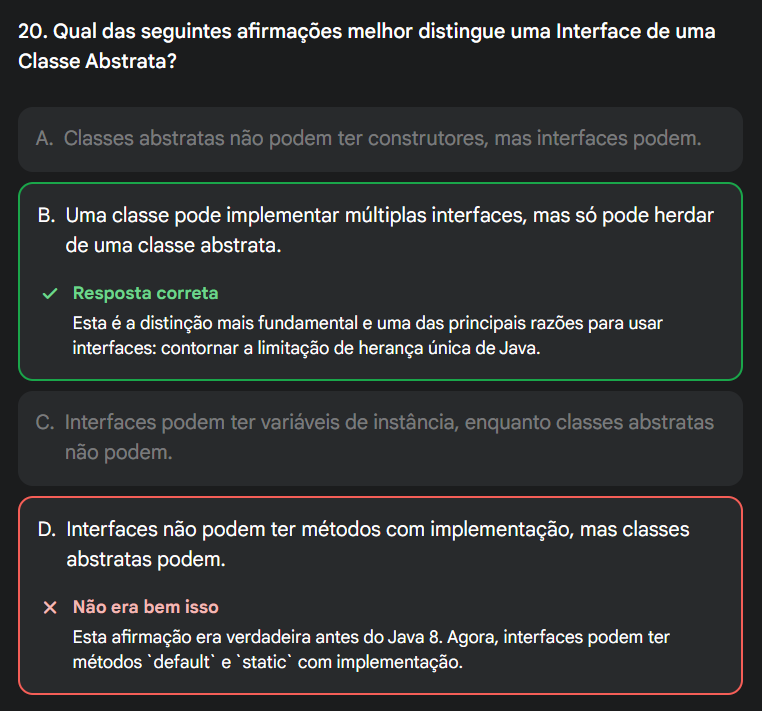 20. Qual das seguintes afirmações melhor distingue uma Interface de uma
Classe Abstrata?
A. Classes abstratas não podem ter construtores, mas interfaces podem.
B. Uma classe pode implementar múltiplas interfaces, mas só pode herdar
de uma classe abstrata.
Resposta correta
Esta é a distinção mais fundamental e uma das principais razões para usar
interfaces: contornar a limitação de herança única de Java.
C. Interfaces podem ter variáveis de instância, enquanto classes abstratas
não podem.
D. Interfaces não podem ter métodos com implementação, mas classes
abstratas podem.
Não era bem isso
Esta afirmação era verdadeira antes do Java 8. Agora, interfaces podem ter
métodos `default` e `static` com implementação.